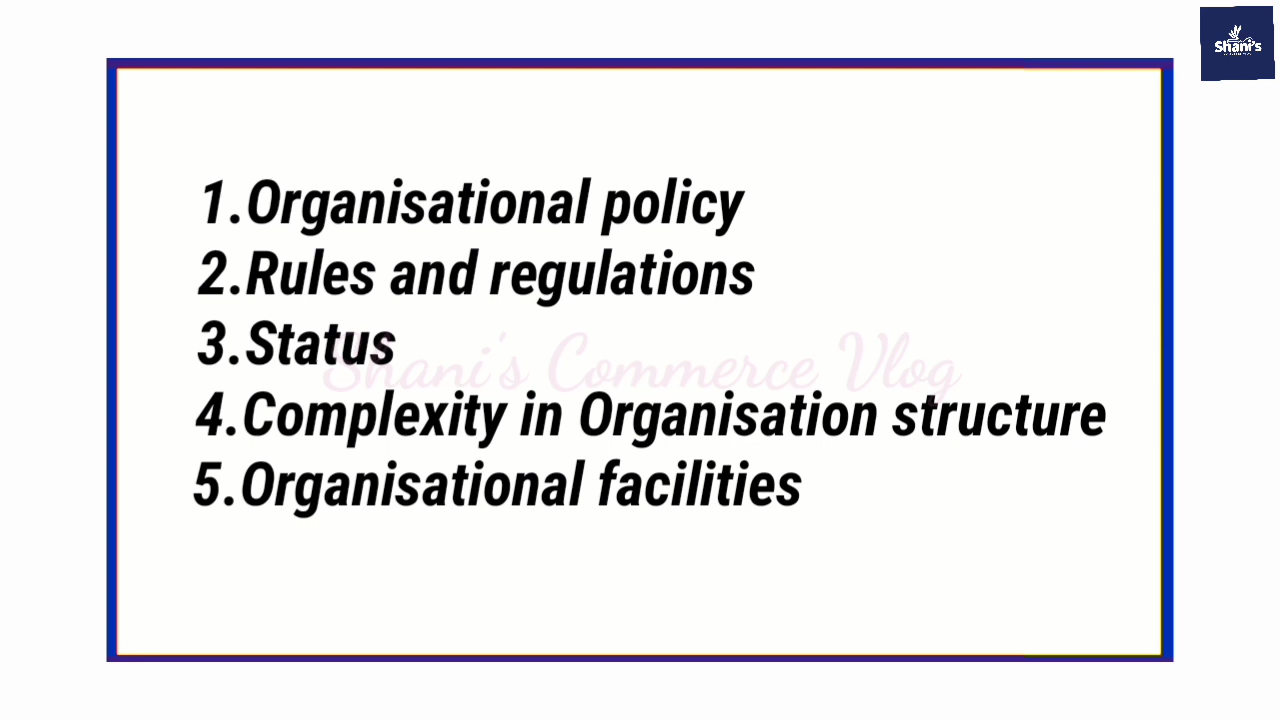 Shani's
1.Organisational policy
2.Rules and regulations
3.Status
Shani's Commerce Vlog
4.Complexity in Organisation structure
5.Organisational facilities